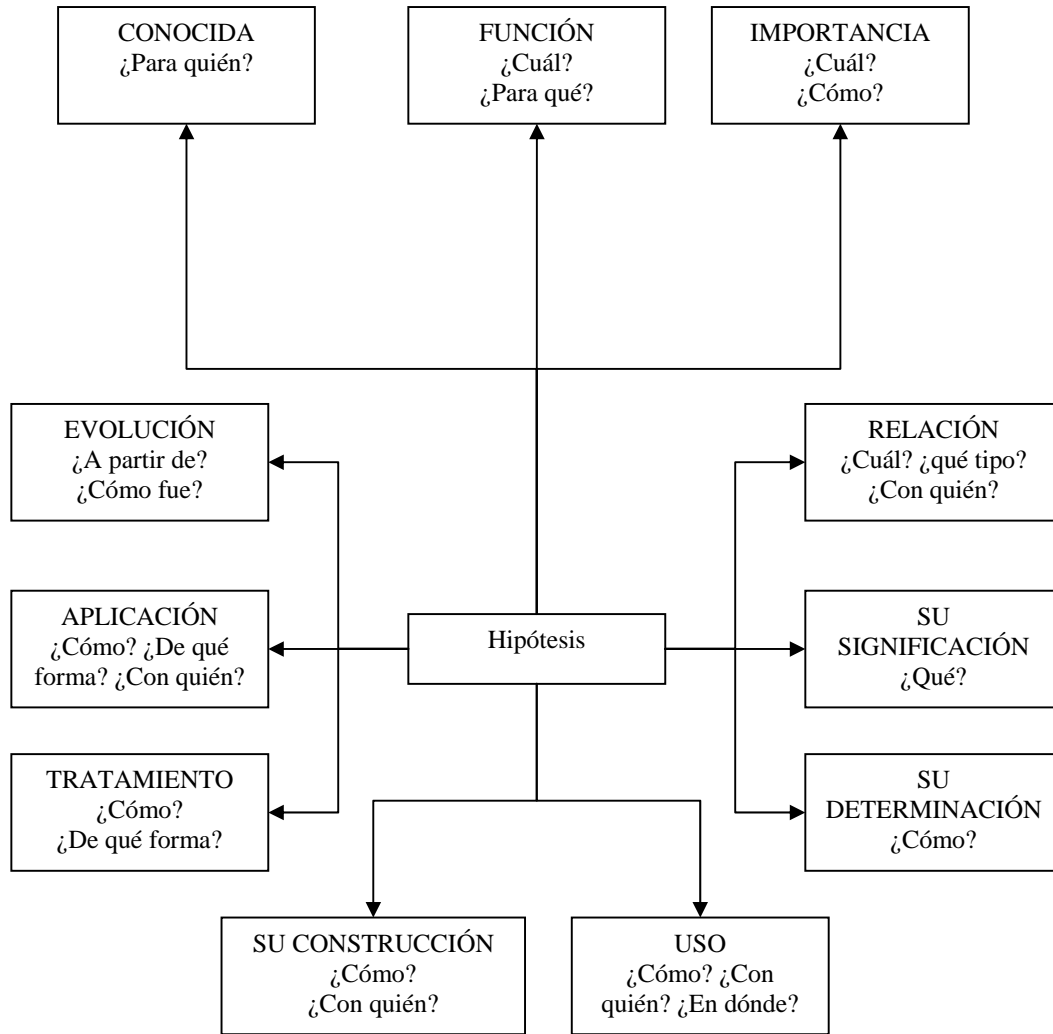 CONOCIDA
¿Para quién?
FUNCIÓN
¿Cuál?
¿Para qué?
IMPORTANCIA
¿Cuál?
¿Cómo?
EVOLUCIÓN
¿A partir de?
¿Cómo fue?
RELACIÓN
¿Cuál? ¿qué tipo?
¿Con quién?
APLICACIÓN
¿Cómo? ¿De qué
forma? ¿Con quién?
Hipótesis
SU
SIGNIFICACIÓN
¿Qué?
TRATAMIENTO
¿Cómo?
¿De qué forma?
SU
DETERMINACIÓN
¿Cómo?
SU CONSTRUCCIÓN
¿Cómo?
¿Con quién?
USO
¿Cómo? ¿Con
quién? ¿En dónde?